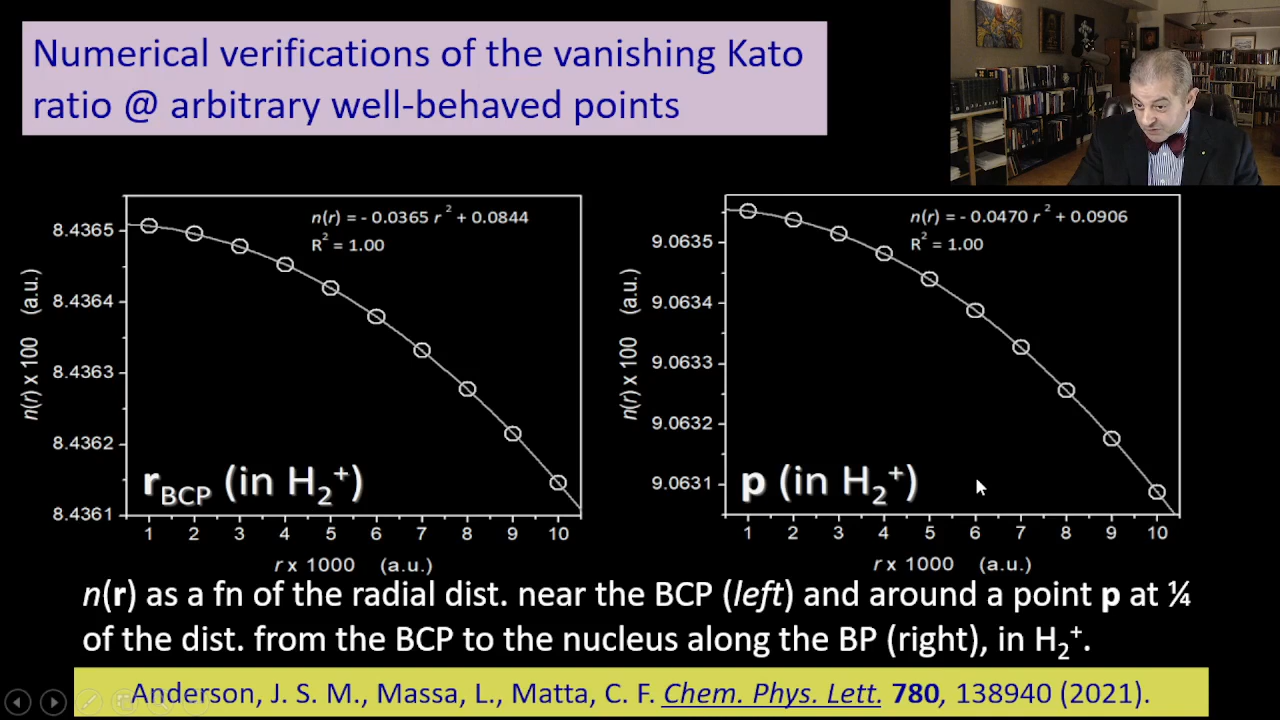 Numerical verifications of the vanishing Kato
ratio @ arbitrary well-behaved points
n(r) = - 0.0365 r² + 0.0844
R² = 1.00
8.4365
8.4364
8.4363
8.4362
8.4361
n(r) x 100 (a.u.)
r_BCP (in H₂⁺)
1 2 3 4 5 6 7 8 9 10
r x 1000 (a.u.)
n(r) = - 0.0470 r² + 0.0906
R² = 1.00
9.0635
9.0634
9.0633
9.0632
9.0631
n(r) x 100 (a.u.)
p (in H₂⁺)
1 2 3 4 5 6 7 8 9 10
r x 1000 (a.u.)
n(r) as a fn of the radial dist. near the BCP (left) and around a point p at ¼
of the dist. from the BCP to the nucleus along the BP (right), in H₂⁺.
Anderson, J. S. M., Massa, L., Matta, C. F. Chem. Phys. Lett. 780, 138940 (2021).